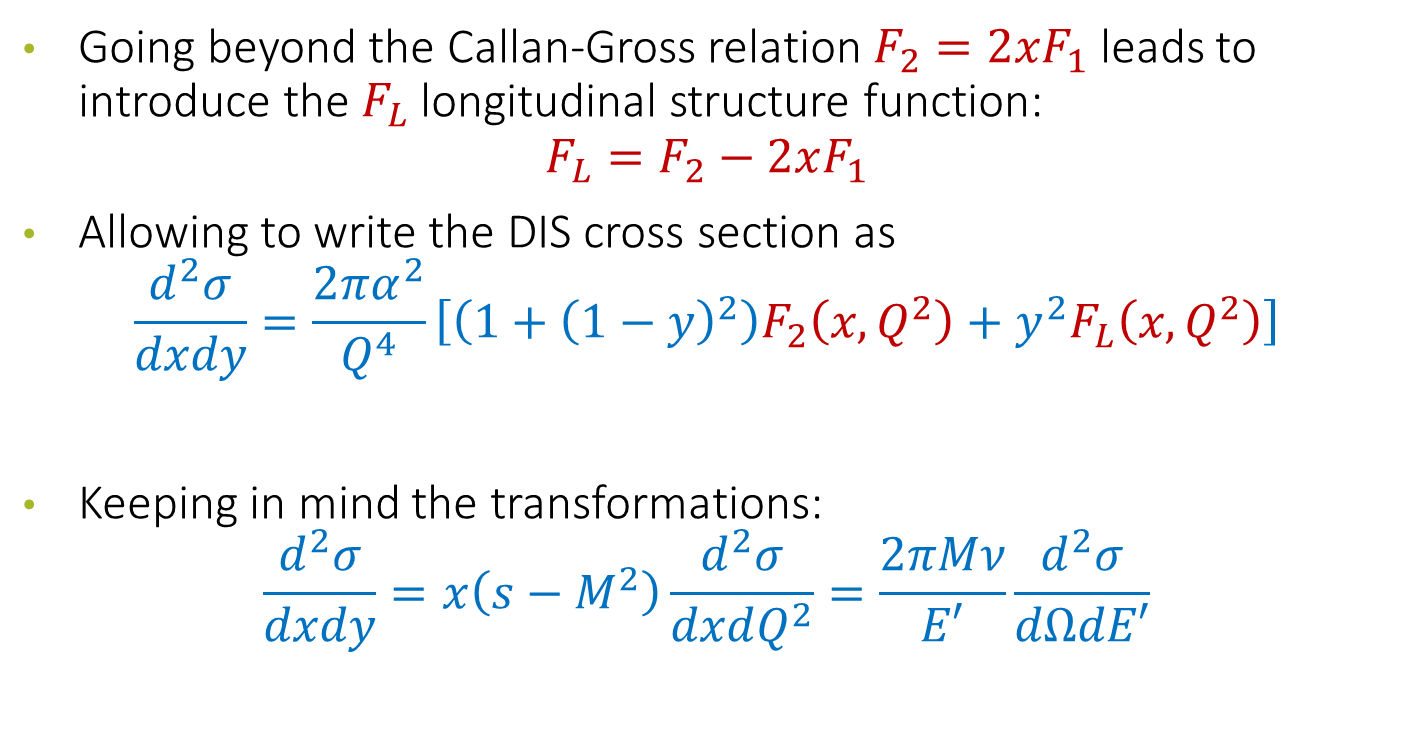 • Going beyond the Callan-Gross relation F₂ = 2xF₁ leads to
introduce the F_L longitudinal structure function:
F_L = F₂ − 2xF₁
• Allowing to write the DIS cross section as
d²σ/dxdy = 2πα²/Q⁴ [(1 + (1 − y)²)F₂(x, Q²) + y²F_L(x, Q²)]
• Keeping in mind the transformations:
d²σ/dxdy = x(s − M²) d²σ/dxdQ² = 2πMν/E′ d²σ/dΩdE′